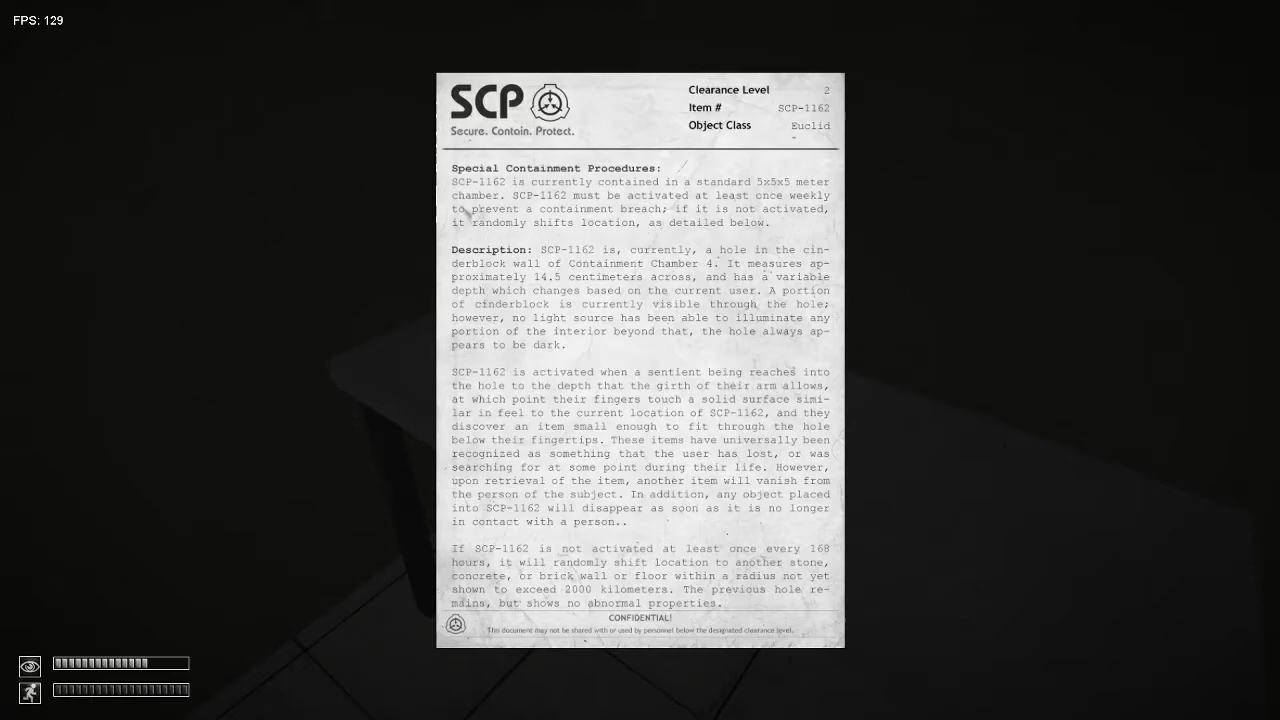 FPS: 129
SCP
Secure. Contain. Protect.
Clearance Level 2
Item # SCP-1162
Object Class Euclid
Special Containment Procedures:
SCP-1162 is currently contained in a standard 5x5x5 meter
chamber. SCP-1162 must be activated at least once weekly
to prevent a containment breach; if it is not activated,
it randomly shifts location, as detailed below.
Description: SCP-1162 is, currently, a hole in the cin-
derblock wall of Containment Chamber 4. It measures ap-
proximately 14.5 centimeters across, and has a variable
depth which changes based on the current user. A portion
of cinderblock is currently visible through the hole;
however, no light source has been able to illuminate any
portion of the interior beyond that, the hole always ap-
pears to be dark.
SCP-1162 is activated when a sentient being reaches into
the hole to the depth that the girth of their arm allows,
at which point their fingers touch a solid surface simi-
lar in feel to the current location of SCP-1162, and they
discover an item small enough to fit through the hole
below their fingertips. These items have universally been
recognized as something that the user has lost, or was
searching for at some point during their life. However,
upon retrieval of the item, another item will vanish from
the person of the subject. In addition, any object placed
into SCP-1162 will disappear as soon as it is no longer
in contact with a person..
If SCP-1162 is not activated at least once every 168
hours, it will randomly shift location to another stone,
concrete, or brick wall or floor within a radius not yet
shown to exceed 2000 kilometers. The previous hole re-
mains, but shows no abnormal properties.
CONFIDENTIAL!
This document may not be shared with or used by personnel below the designated clearance level.